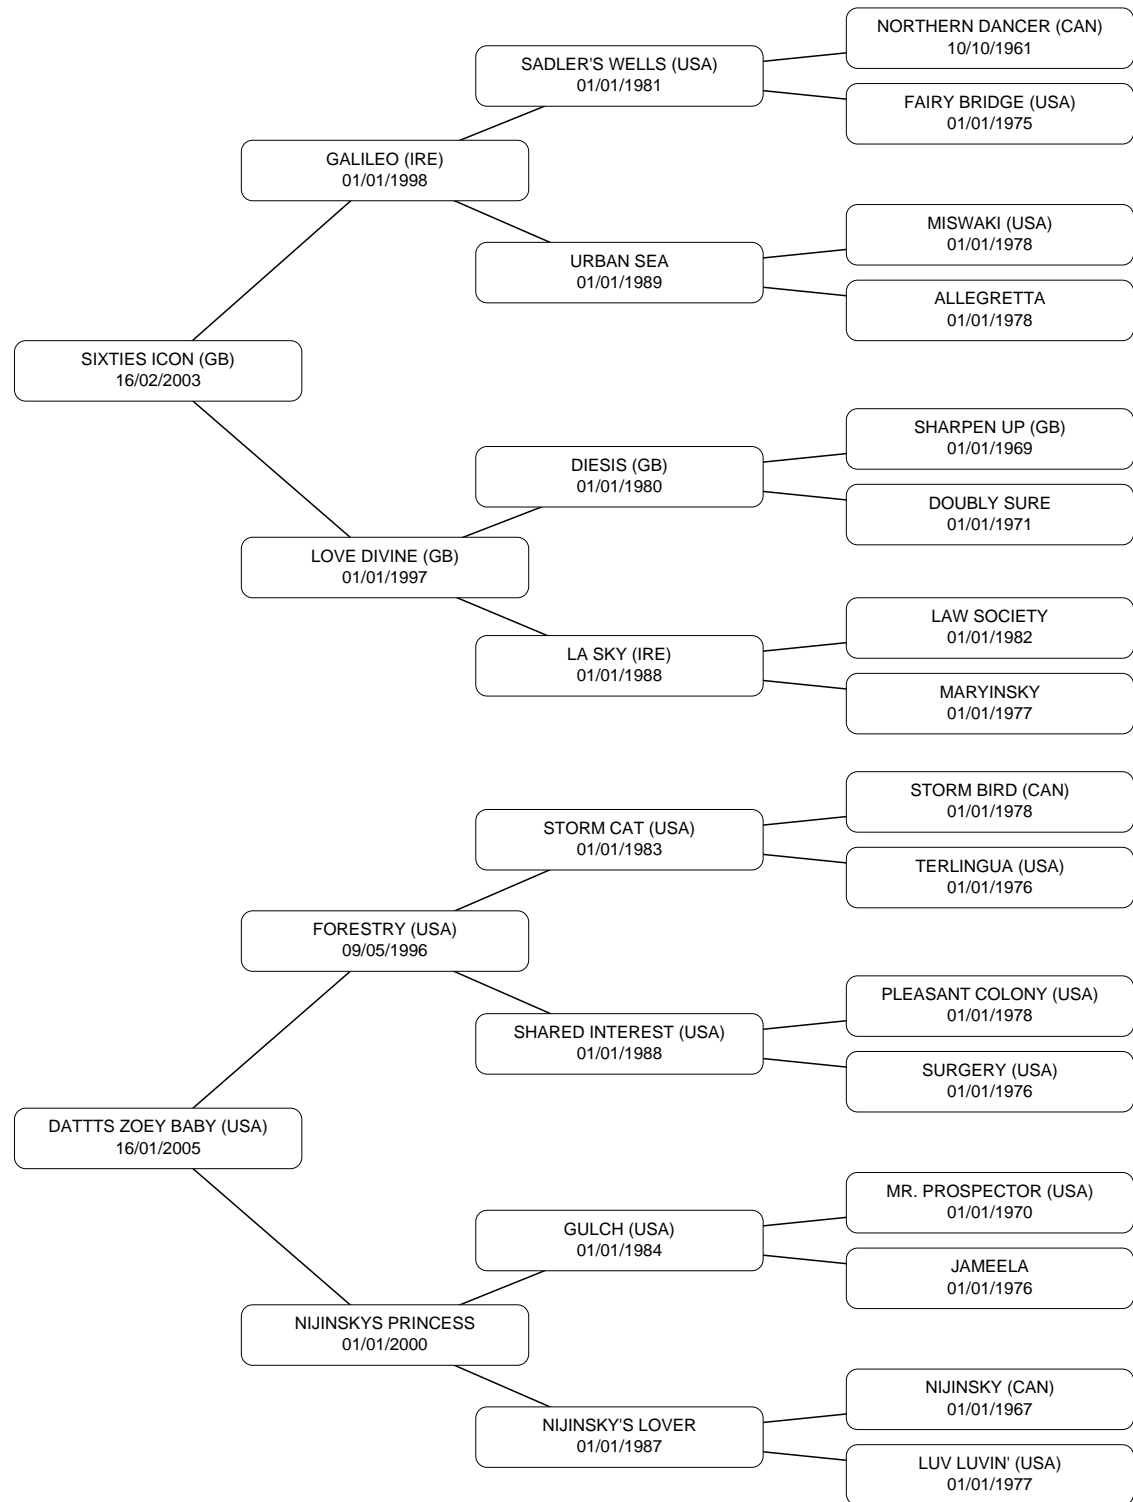 NORTHERN DANCER (CAN)
10/10/1961
SADLER'S WELLS (USA)
01/01/1981
FAIRY BRIDGE (USA)
01/01/1975
GALILEO (IRE)
01/01/1998
MISWAKI (USA)
01/01/1978
URBAN SEA
01/01/1989
ALLEGRETTA
01/01/1978
SIXTIES ICON (GB)
16/02/2003
SHARPEN UP (GB)
01/01/1969
DIESIS (GB)
01/01/1980
DOUBLY SURE
01/01/1971
LOVE DIVINE (GB)
01/01/1997
LAW SOCIETY
01/01/1982
LA SKY (IRE)
01/01/1988
MARYINSKY
01/01/1977
STORM BIRD (CAN)
01/01/1978
STORM CAT (USA)
01/01/1983
TERLINGUA (USA)
01/01/1976
FORESTRY (USA)
09/05/1996
PLEASANT COLONY (USA)
01/01/1978
SHARED INTEREST (USA)
01/01/1988
SURGERY (USA)
01/01/1976
DATTTS ZOEY BABY (USA)
16/01/2005
MR. PROSPECTOR (USA)
01/01/1970
GULCH (USA)
01/01/1984
JAMEELA
01/01/1976
NIJINSKYS PRINCESS
01/01/2000
NIJINSKY (CAN)
01/01/1967
NIJINSKY'S LOVER
01/01/1987
LUV LUVIN' (USA)
01/01/1977